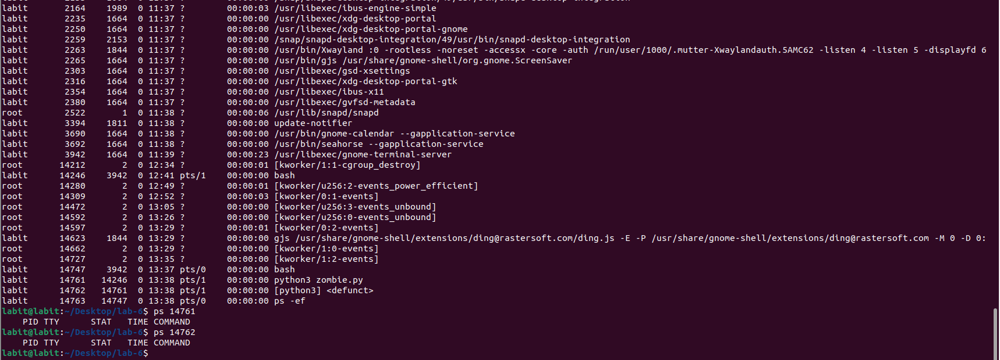 labit       2164    1989  0 11:37 ?        00:00:03 /usr/libexec/ibus-engine-simple
labit       2235    1664  0 11:37 ?        00:00:00 /usr/libexec/xdg-desktop-portal
labit       2250    1664  0 11:37 ?        00:00:00 /usr/libexec/xdg-desktop-portal-gnome
labit       2259    2153  0 11:37 ?        00:00:00 /snap/snapd-desktop-integration/49/usr/bin/snapd-desktop-integration
labit       2263    1844  0 11:37 ?        00:00:00 /usr/bin/Xwayland :0 -rootless -noreset -accessx -core -auth /run/user/1000/.mutter-Xwaylandauth.5AMC62 -listen 4 -listen 5 -displayfd 6
labit       2265    1664  0 11:37 ?        00:00:00 /usr/bin/gjs /usr/share/gnome-shell/org.gnome.ScreenSaver
labit       2303    1664  0 11:37 ?        00:00:00 /usr/libexec/gsd-xsettings
labit       2316    1664  0 11:37 ?        00:00:00 /usr/libexec/xdg-desktop-portal-gtk
labit       2354    1664  0 11:37 ?        00:00:00 /usr/libexec/ibus-x11
labit       2380    1664  0 11:37 ?        00:00:00 /usr/libexec/gvfsd-metadata
root        2522       1  0 11:38 ?        00:00:06 /usr/lib/snapd/snapd
labit       3394    1811  0 11:38 ?        00:00:00 update-notifier
labit       3690    1664  0 11:38 ?        00:00:00 /usr/bin/gnome-calendar --gapplication-service
labit       3692    1664  0 11:38 ?        00:00:00 /usr/bin/seahorse --gapplication-service
labit       3942    1664  0 11:39 ?        00:00:23 /usr/libexec/gnome-terminal-server
root       14212       2  0 12:34 ?        00:00:01 [kworker/1:1-cgroup_destroy]
labit      14246    3942  0 12:41 pts/1    00:00:00 bash
root       14280       2  0 12:49 ?        00:00:01 [kworker/u256:2-events_power_efficient]
root       14309       2  0 12:52 ?        00:00:03 [kworker/0:1-events]
root       14472       2  0 13:05 ?        00:00:00 [kworker/u256:3-events_unbound]
root       14592       2  0 13:26 ?        00:00:00 [kworker/u256:0-events_unbound]
root       14597       2  0 13:29 ?        00:00:01 [kworker/0:2-events]
labit      14623    1844  0 13:29 ?        00:00:00 gjs /usr/share/gnome-shell/extensions/ding@rastersoft.com/ding.js -E -P /usr/share/gnome-shell/extensions/ding@rastersoft.com -M 0 -D 0:
root       14662       2  0 13:29 ?        00:00:00 [kworker/1:0-events]
root       14727       2  0 13:35 ?        00:00:00 [kworker/1:2-events]
labit      14747    3942  0 13:37 pts/0    00:00:00 bash
labit      14761   14246  0 13:38 pts/1    00:00:00 python3 zombie.py
labit      14762   14761  0 13:38 pts/1    00:00:00 [python3] <defunct>
labit      14763   14747  0 13:38 pts/0    00:00:00 ps -ef
labit@labit:~/Desktop/lab-6$ ps 14761
    PID TTY      STAT   TIME COMMAND
labit@labit:~/Desktop/lab-6$ ps 14762
    PID TTY      STAT   TIME COMMAND
labit@labit:~/Desktop/lab-6$